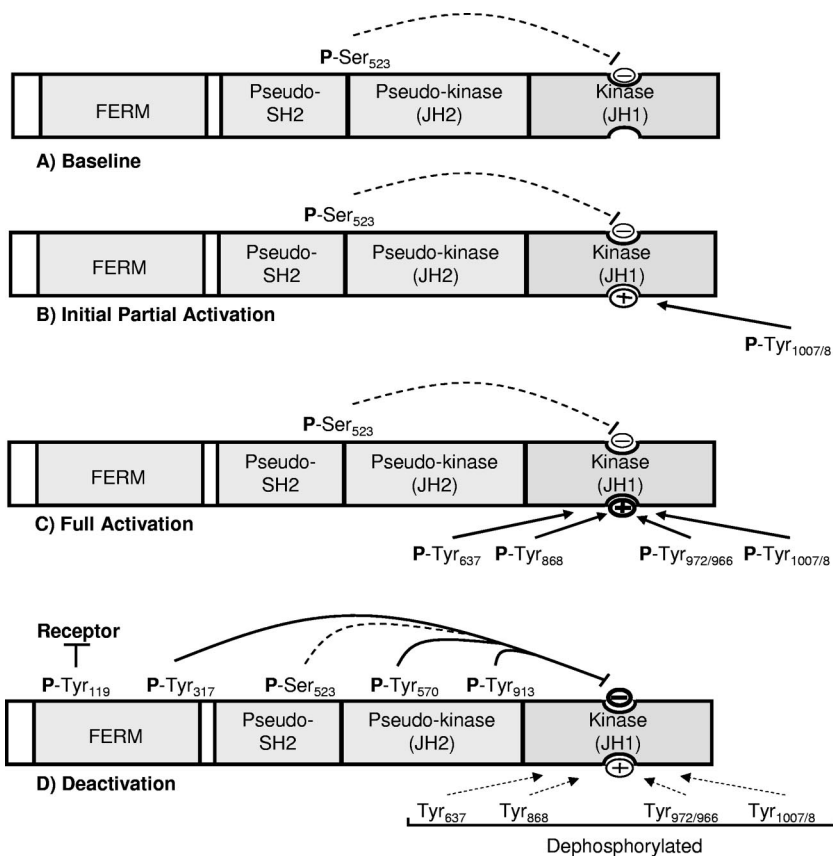 P-Ser523
FERM
Pseudo-
SH2
Pseudo-kinase
(JH2)
Kinase
(JH1)
A) Baseline
P-Ser523
FERM
Pseudo-
SH2
Pseudo-kinase
(JH2)
Kinase
(JH1)
B) Initial Partial Activation
P-Tyr1007/8
P-Ser523
FERM
Pseudo-
SH2
Pseudo-kinase
(JH2)
Kinase
(JH1)
C) Full Activation
P-Tyr637 P-Tyr868 P-Tyr972/966 P-Tyr1007/8
Receptor
P-Tyr119 P-Tyr317 P-Ser523 P-Tyr570 P-Tyr913
FERM
Pseudo-
SH2
Pseudo-kinase
(JH2)
Kinase
(JH1)
D) Deactivation
Tyr637 Tyr868 Tyr972/966 Tyr1007/8
Dephosphorylated